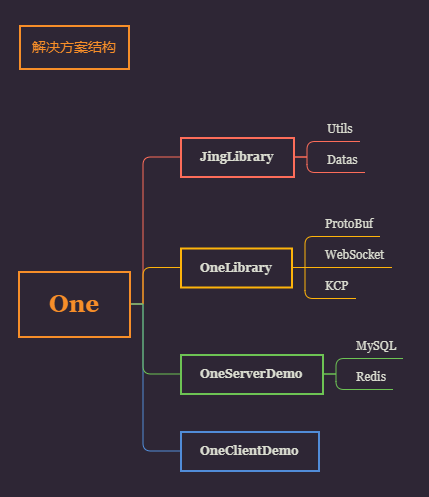 解决方案结构
Utils
JingLibrary
Datas
ProtoBuf
WebSocket
OneLibrary
KCP
One
MySQL
OneServerDemo
Redis
OneClientDemo